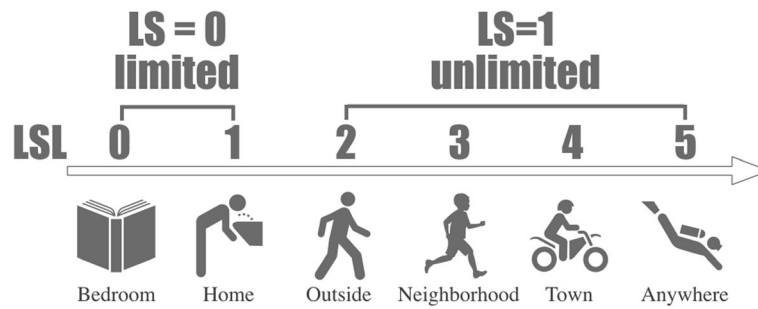 LS = 0 LS=1
limited unlimited
LSL 0 1 2 3 4 5
Bedroom Home Outside Neighborhood Town Anywhere